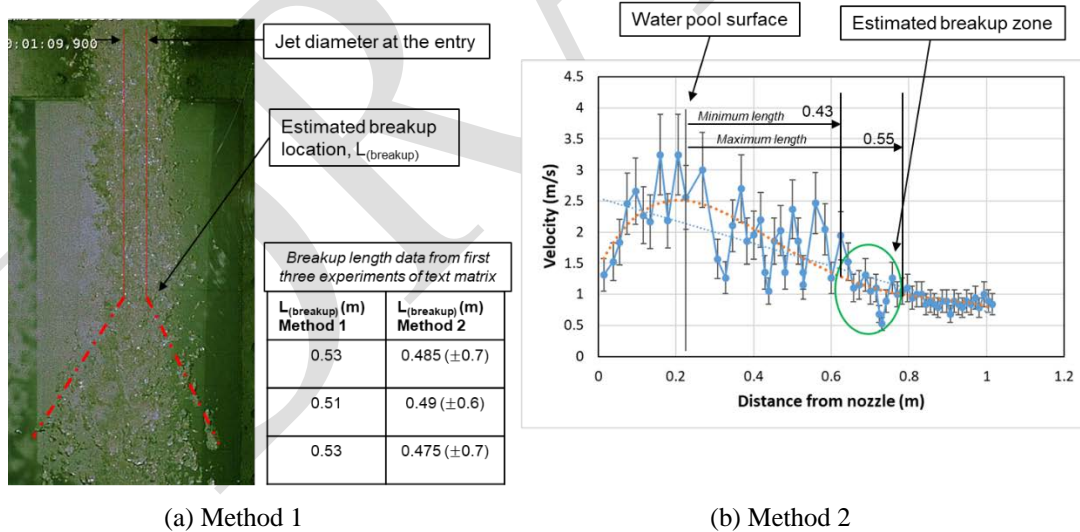 0:01:09,900
Jet diameter at the entry
Estimated breakup
location, L(breakup)
Breakup length data from first
three experiments of text matrix
L(breakup) (m)
Method 1
L(breakup) (m)
Method 2
0.53
0.485 (±0.7)
0.51
0.49 (±0.6)
0.53
0.475 (±0.7)
(a) Method 1
Water pool surface
Estimated breakup zone
Minimum length
0.43
Maximum length
0.55
Velocity (m/s)
4.5
4
3.5
3
2.5
2
1.5
1
0.5
0
0
0.2
0.4
0.6
0.8
1
1.2
Distance from nozzle (m)
(b) Method 2